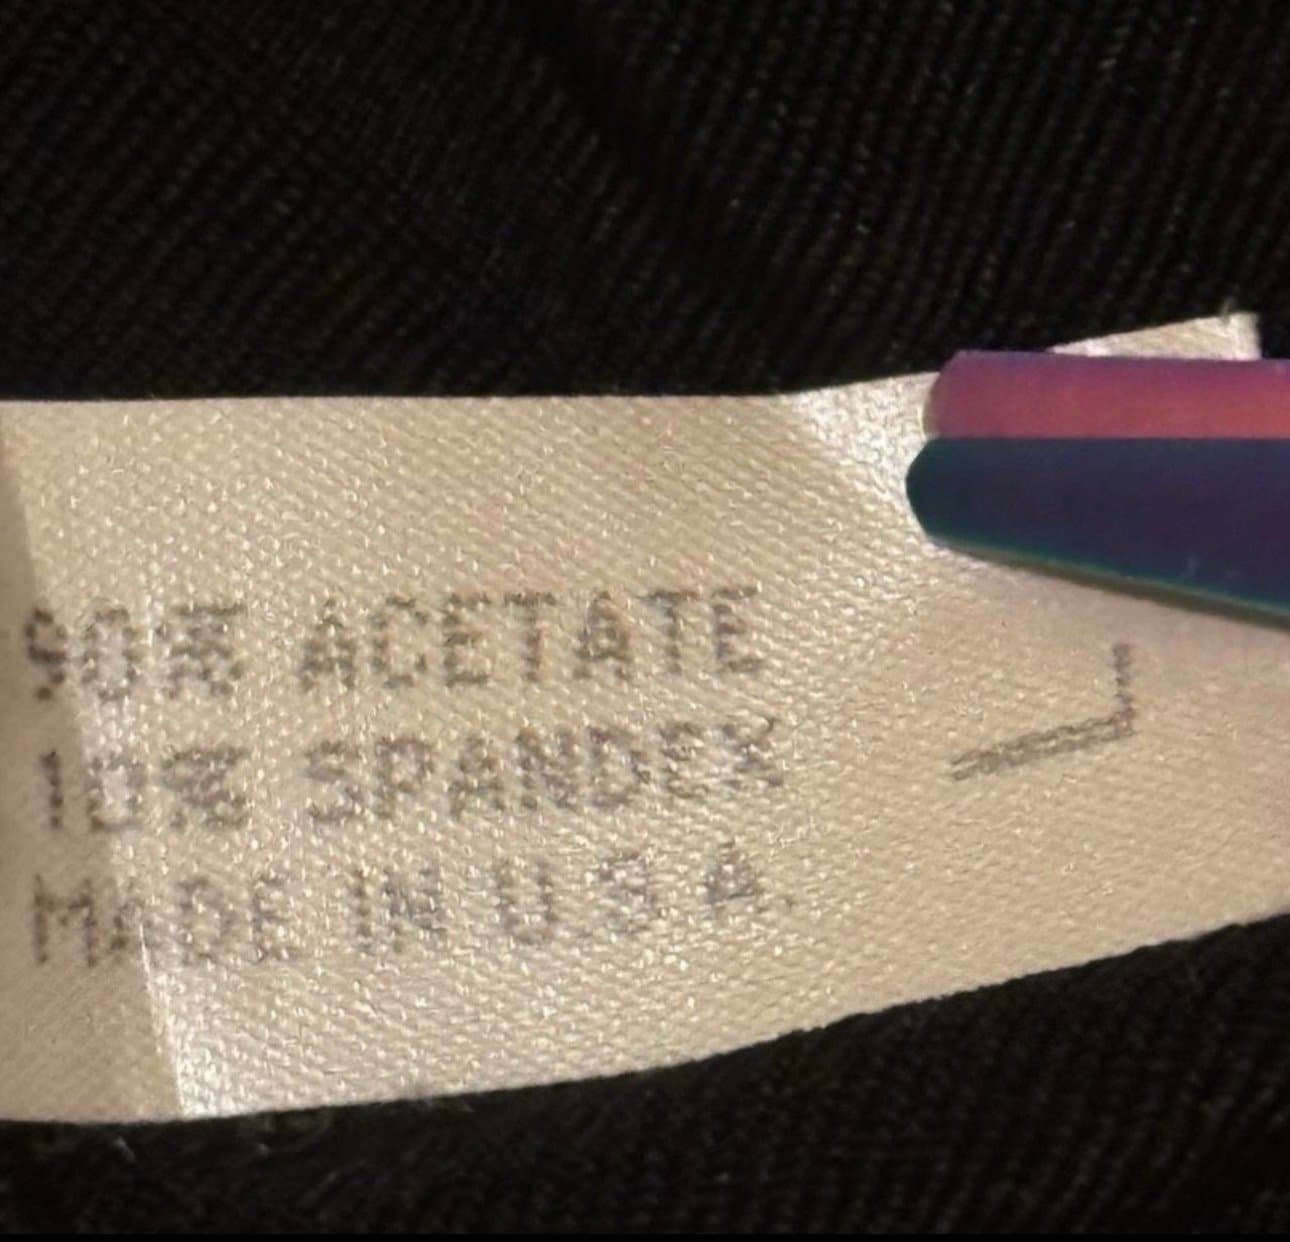 90% ACETATE
10% SPANDEX
MADE IN U.S.A.
L